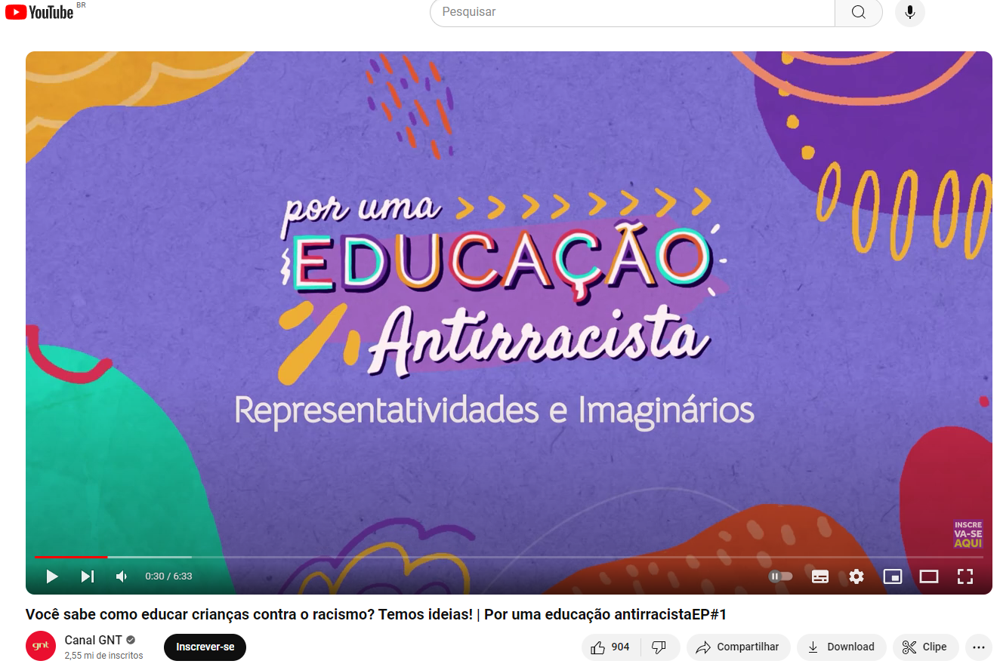 YouTube BR
Pesquisar
por uma
EDUCAÇÃO
Antirracista
Representatividades e Imaginários
INSCRE
VA-SE
AQUI
0:30 / 6:33
Você sabe como educar crianças contra o racismo? Temos ideias! | Por uma educação antirracistaEP#1
gnt
Canal GNT
2,55 mi de inscritos
Inscrever-se
904
Compartilhar
Download
Clipe